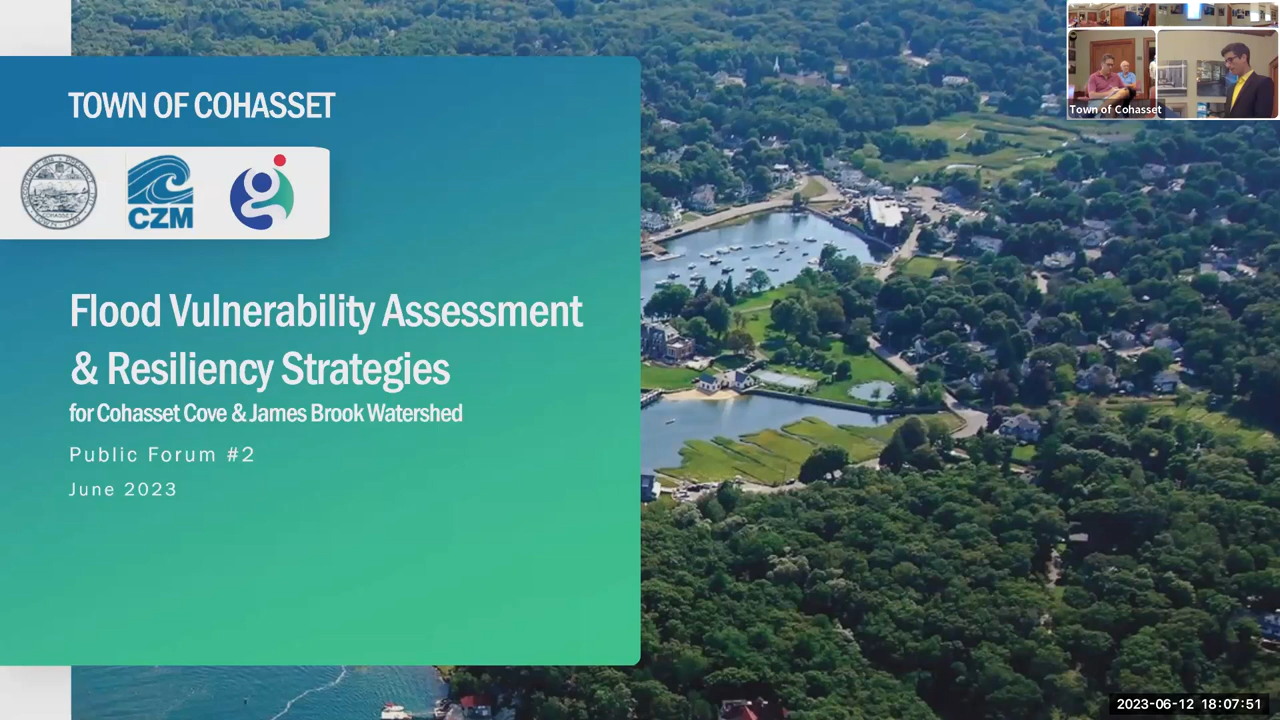 TOWN OF COHASSET
CZM
Flood Vulnerability Assessment
& Resiliency Strategies
for Cohasset Cove & James Brook Watershed
Public Forum #2
June 2023
Town of Cohasset
2023-06-12 18:07:51